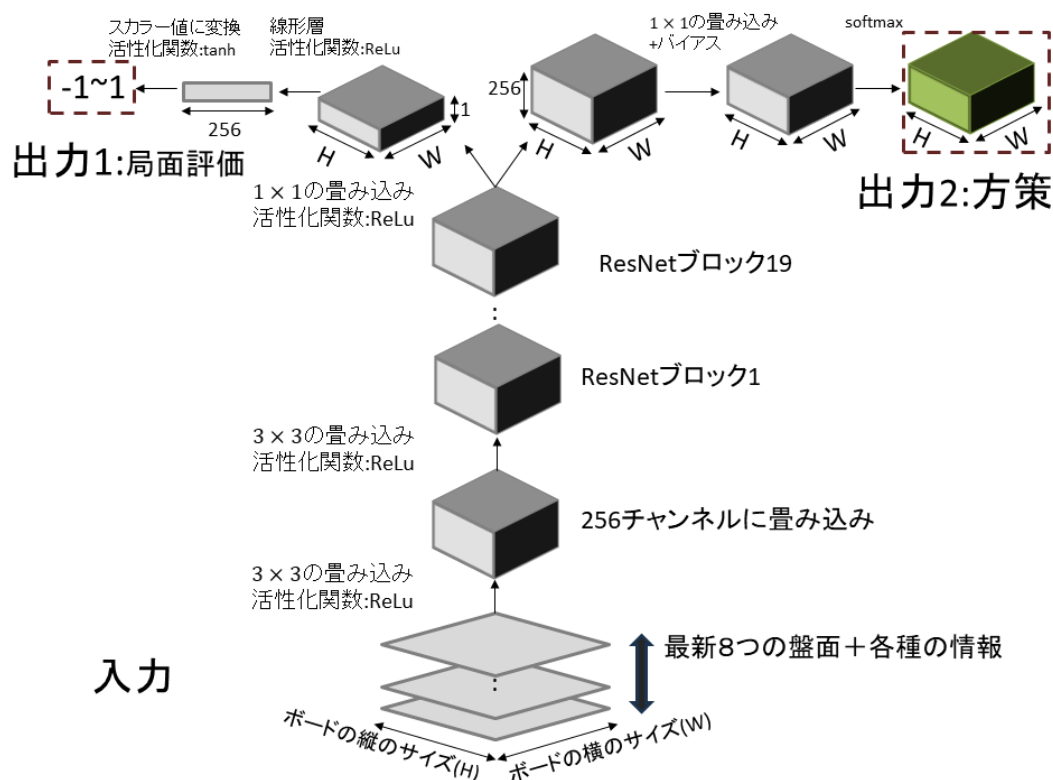 スカラー値に変換
活性化関数:tanh
線形層
活性化関数:ReLu
1×1の畳み込み
+バイアス
softmax
-1~1
256
1
256
H
W
H
W
H
W
H
W
出力1:局面評価
出力2:方策
1×1の畳み込み
活性化関数:ReLu
ResNetブロック19
:
ResNetブロック1
3×3の畳み込み
活性化関数:ReLu
256チャンネルに畳み込み
3×3の畳み込み
活性化関数:ReLu
最新8つの盤面＋各種の情報
入力
:
ボードの縦のサイズ(H)
ボードの横のサイズ(W)